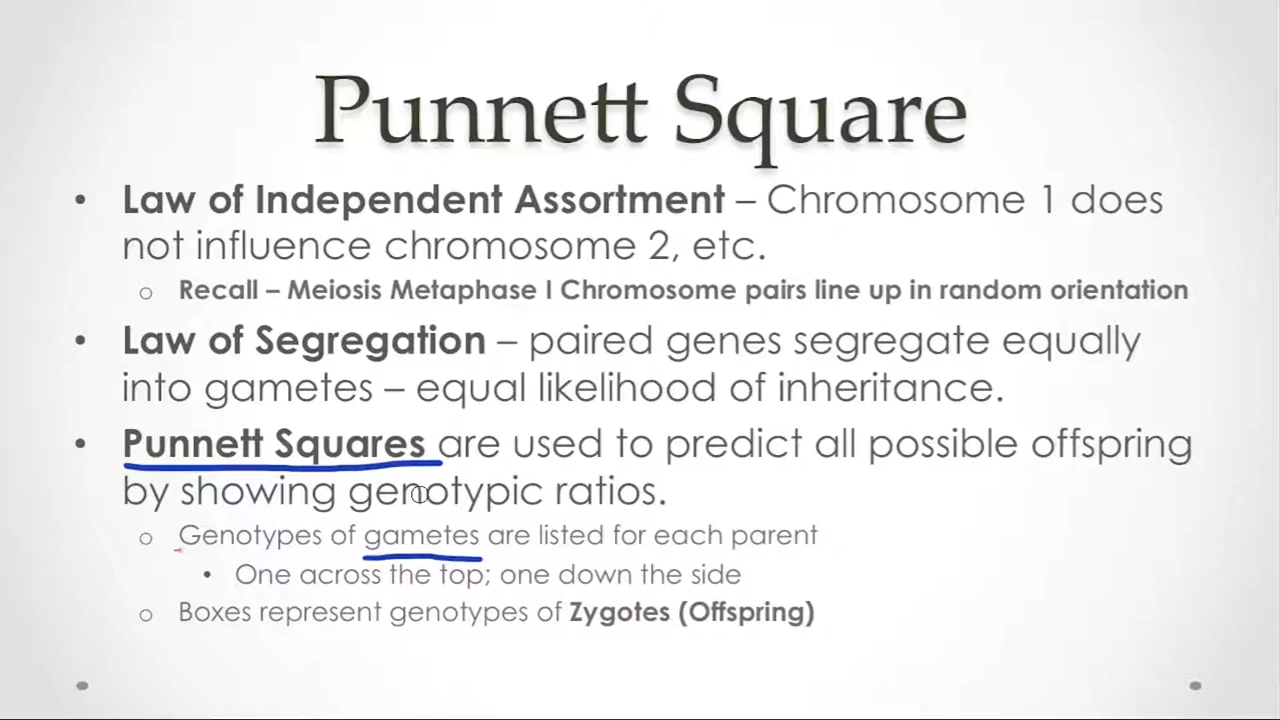 Punnett Square
• Law of Independent Assortment – Chromosome 1 does
not influence chromosome 2, etc.
o Recall – Meiosis Metaphase I Chromosome pairs line up in random orientation
• Law of Segregation – paired genes segregate equally
into gametes – equal likelihood of inheritance.
• Punnett Squares are used to predict all possible offspring
by showing genotypic ratios.
o Genotypes of gametes are listed for each parent
• One across the top; one down the side
o Boxes represent genotypes of Zygotes (Offspring)